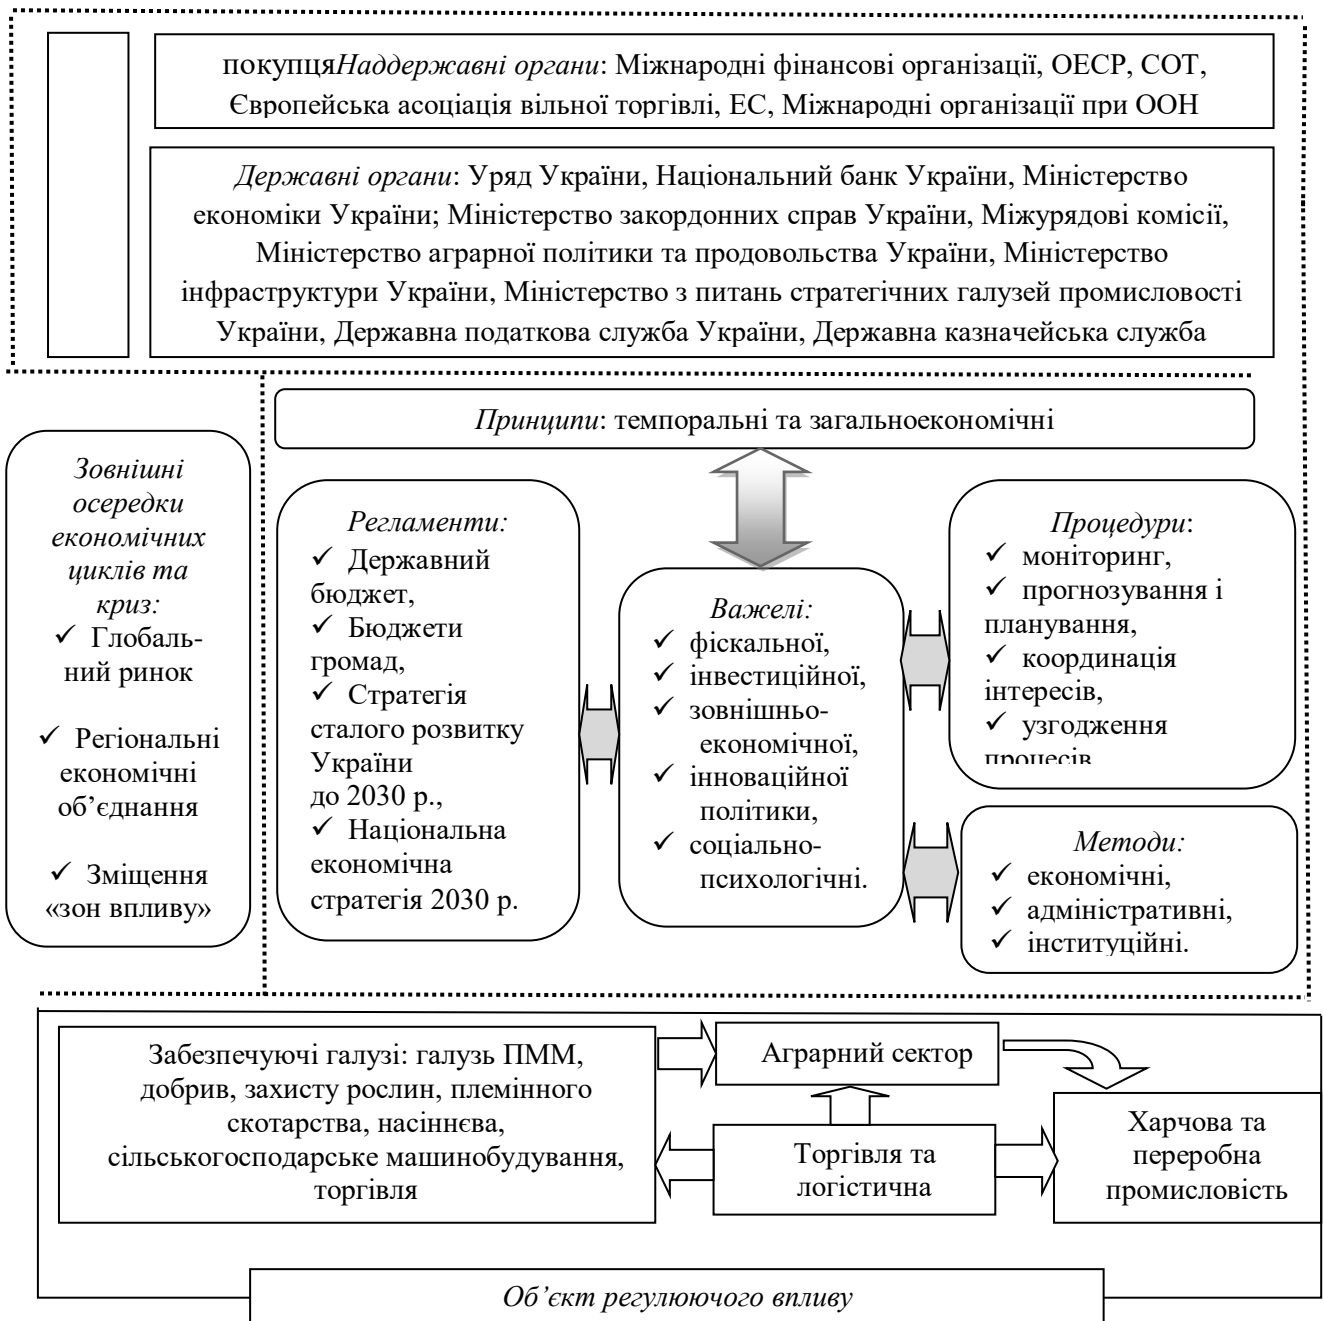 покупцяНаддержавні органи: Міжнародні фінансові організації, ОЕСР, СОТ,
Європейська асоціація вільної торгівлі, ЕС, Міжнародні організації при ООН
Державні органи: Уряд України, Національний банк України, Міністерство
економіки України; Міністерство закордонних справ України, Міжурядові комісії,
Міністерство аграрної політики та продовольства України, Міністерство
інфраструктури України, Міністерство з питань стратегічних галузей промисловості
України, Державна податкова служба України, Державна казначейська служба
Принципи: темпоральні та загальноекономічні
Зовнішні
осередки
економічних
циклів та
криз:
✓ Глобаль-
ний ринок
✓ Регіональні
економічні
об’єднання
✓ Зміщення
«зон впливу»
Регламенти:
✓ Державний
бюджет,
✓ Бюджети
громад,
✓ Стратегія
сталого розвитку
України
до 2030 р.,
✓ Національна
економічна
стратегія 2030 р.
Важелі:
✓ фіскальної,
✓ інвестиційної,
✓ зовнішньо-
економічної,
✓ інноваційної
політики,
✓ соціально-
психологічні.
Процедури:
✓ моніторинг,
✓ прогнозування і
планування,
✓ координація
інтересів,
✓ узгодження
процесів
Методи:
✓ економічні,
✓ адміністративні,
✓ інституційні.
Забезпечуючі галузі: галузь ПММ,
добрив, захисту рослин, племінного
скотарства, насіннєва,
сільськогосподарське машинобудування,
торгівля
Аграрний сектор
Торгівля та
логістична
Харчова та
переробна
промисловість
Об’єкт регулюючого впливу